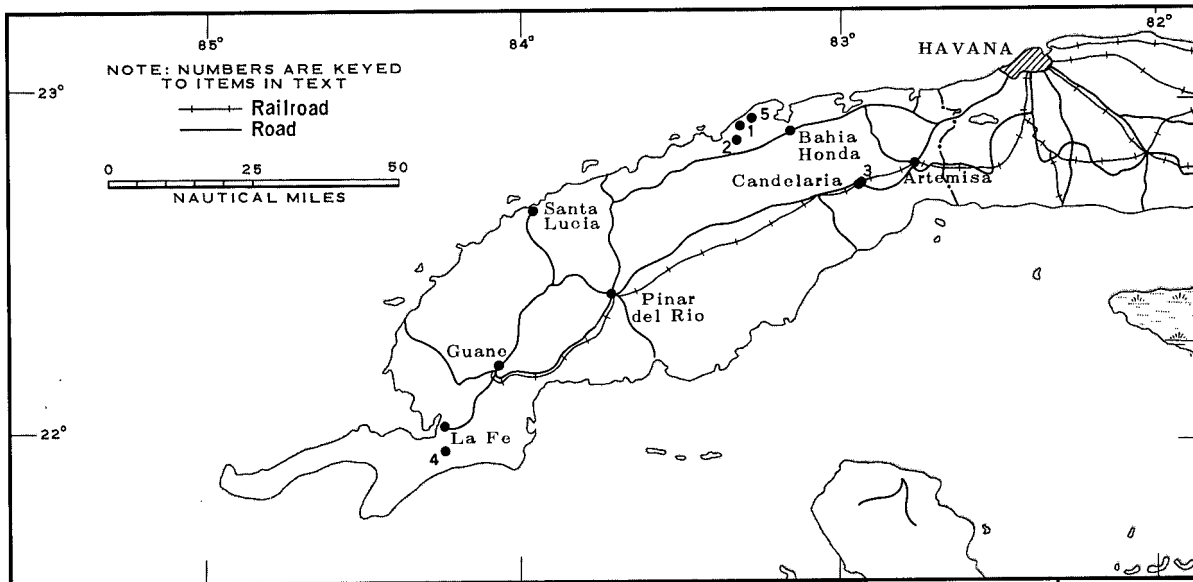 85°
84°
83°
82°
HAVANA
NOTE: NUMBERS ARE KEYED
TO ITEMS IN TEXT
Railroad
Road
23°
5
1
2
Bahia
Honda
0 25 50
NAUTICAL MILES
3
Candelaria
Artemisa
Santa
Lucia
Pinar
del Rio
Guane
22°
La Fe
4